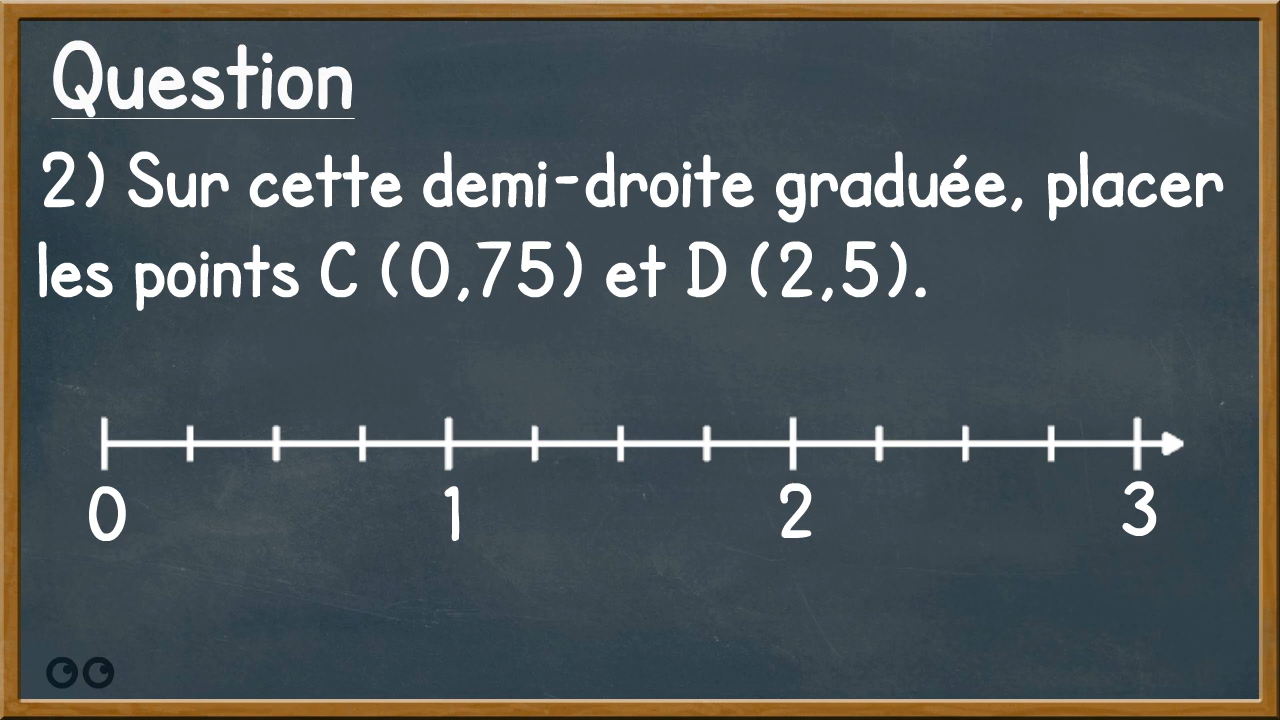 Question
2) Sur cette demi-droite graduée, placer
les points C (0,75) et D (2,5).
0 1 2 3